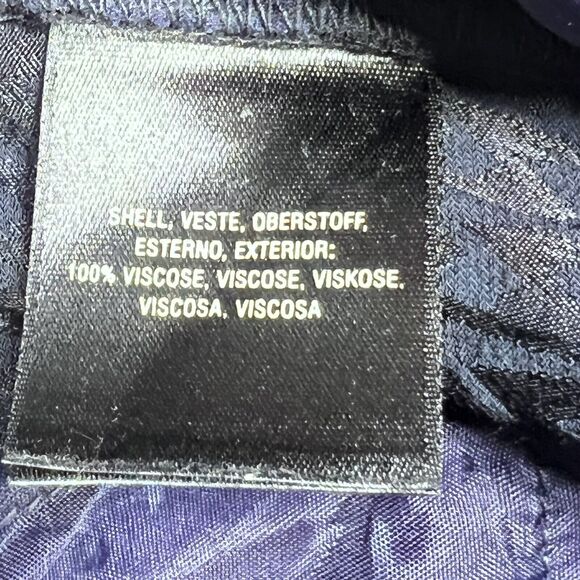 SHELL, VESTE, OBERSTOFF,
ESTERNO, EXTERIOR:
100% VISCOSE, VISCOSE, VISKOSE,
VISCOSA, VISCOSA